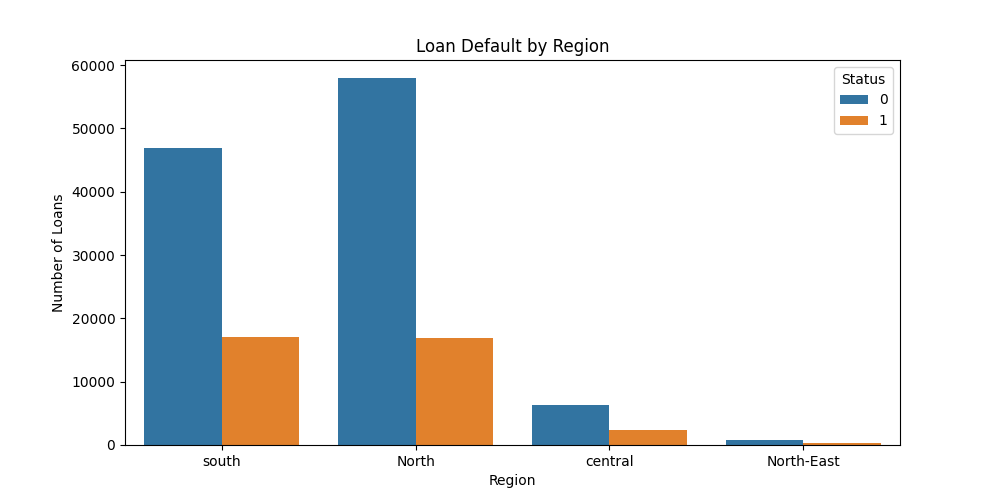 Loan Default by Region
Number of Loans
60000
50000
40000
30000
20000
10000
0
Status
0
1
south
North
central
North-East
Region